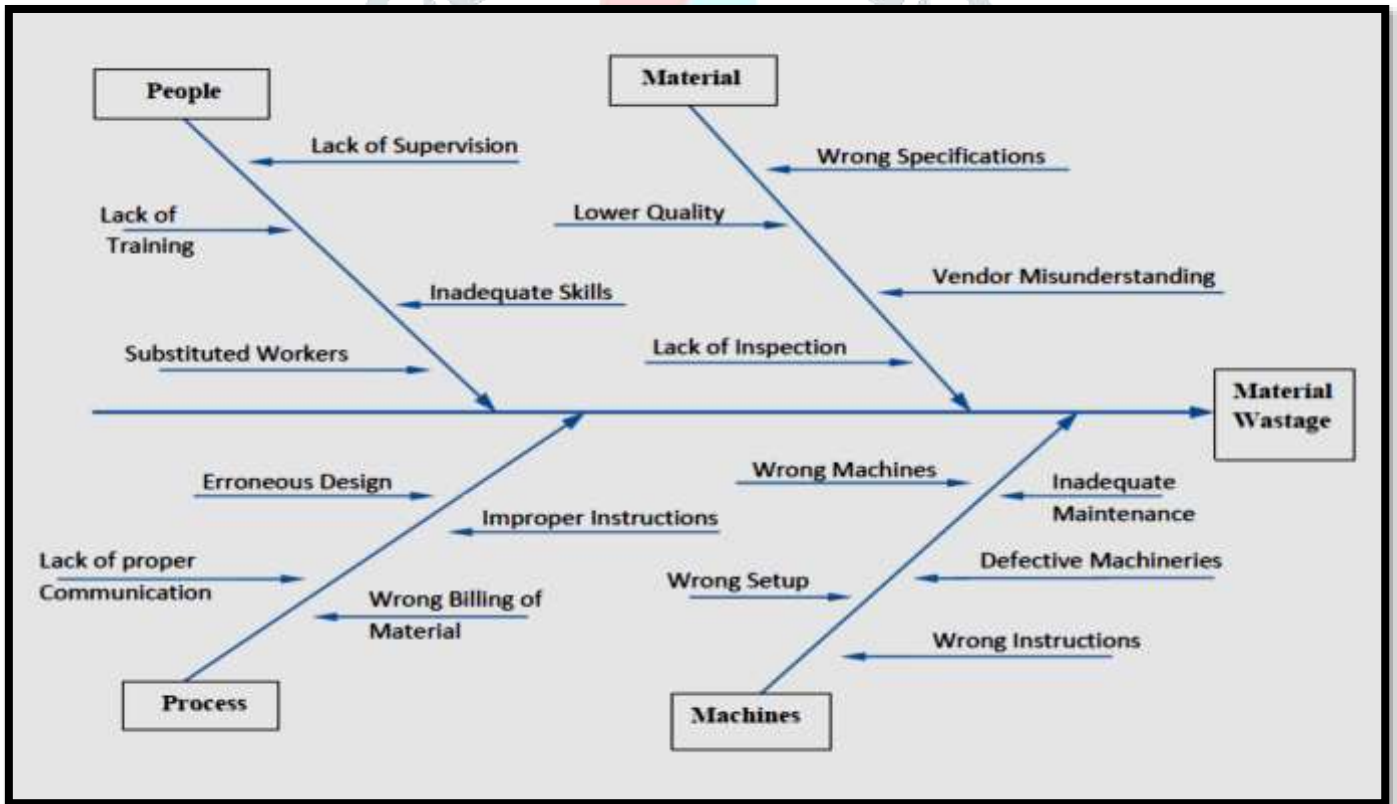 People
Material
Lack of Supervision
Wrong Specifications
Lack of
Training
Lower Quality
Inadequate Skills
Vendor Misunderstanding
Substituted Workers
Lack of Inspection
Material
Wastage
Erroneous Design
Wrong Machines
Inadequate
Maintenance
Improper Instructions
Lack of proper
Communication
Defective Machineries
Wrong Setup
Wrong Billing of
Material
Wrong Instructions
Process
Machines